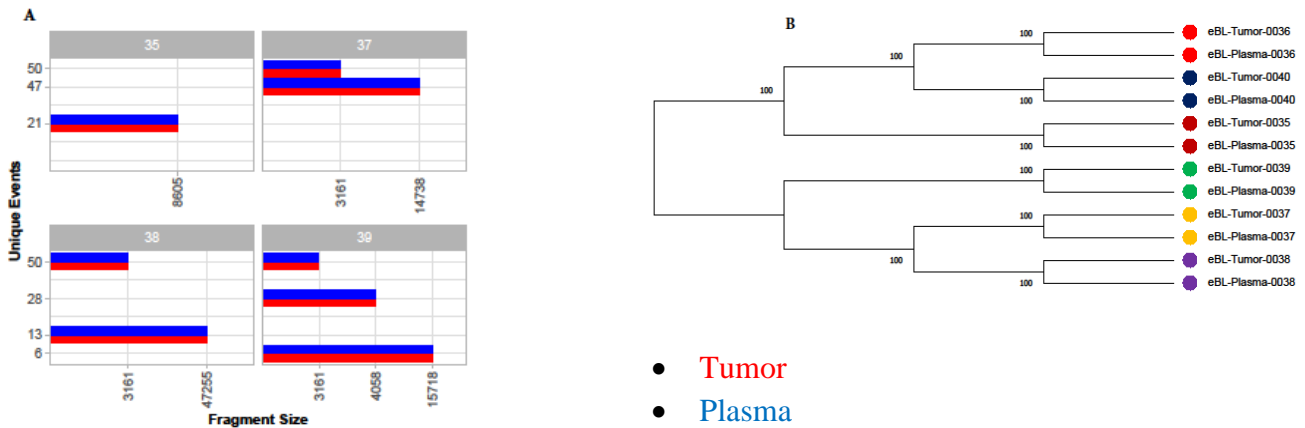 A
35
37
50
47
21
8605
3161
14738
Unique Events
38
39
50
28
13
6
3161
47255
3161
4058
15718
Fragment Size
B
100
eBL-Tumor-0036
100
eBL-Plasma-0036
eBL-Tumor-0040
100
eBL-Plasma-0040
100
eBL-Tumor-0035
100
eBL-Plasma-0035
100
eBL-Tumor-0039
eBL-Plasma-0039
100
eBL-Tumor-0037
100
eBL-Plasma-0037
eBL-Tumor-0038
100
eBL-Plasma-0038
• Tumor
• Plasma